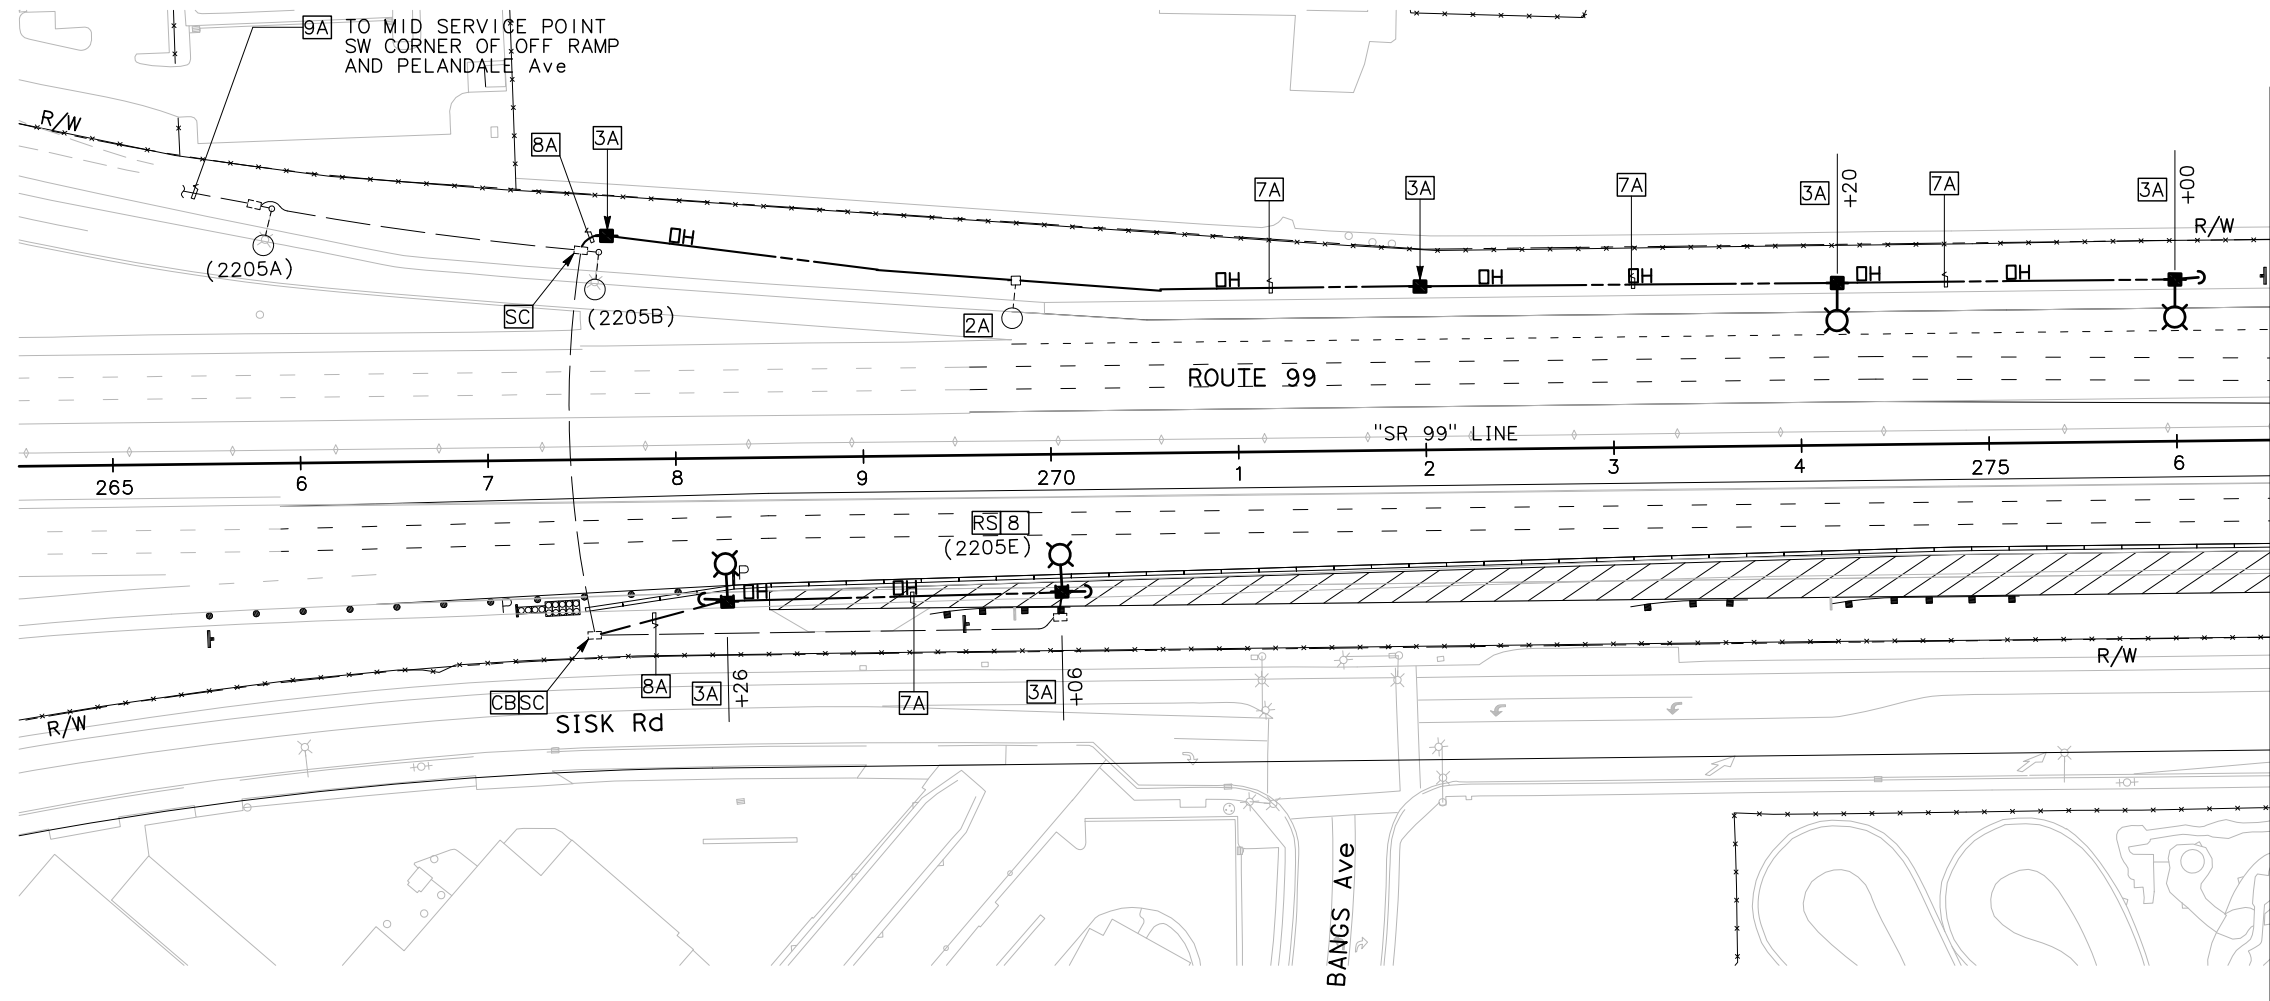 9A TO MID SERVICE POINT
SW CORNER OF OFF RAMP
AND PELANDALE Ave
R/W
8A
3A
7A
3A
7A
3A
+20
7A
3A
+00
R/W
OH
OH
OH
OH
OH
OH
(2205A)
SC
(2205B)
2A
ROUTE 99
"SR 99" LINE
265
6
7
8
9
270
1
2
3
4
275
6
RS 8
(2205E)
P
P
OH
OH
CB SC
8A
3A
+26
7A
3A
+06
R/W
R/W
SISK Rd
BANGS Ave